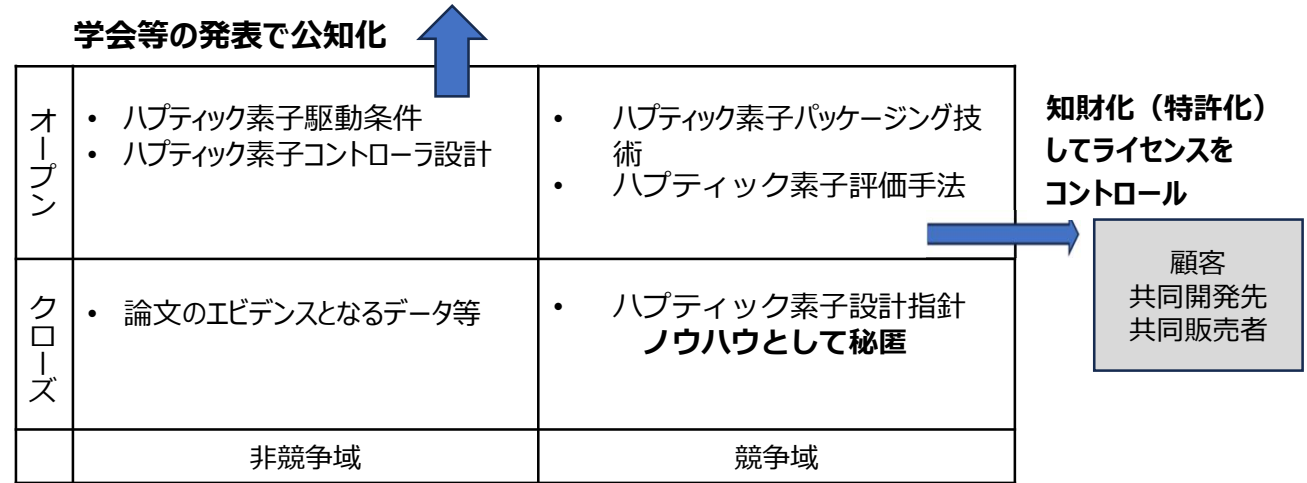 学会等の発表で公知化
オープン
• ハプティック素子駆動条件
• ハプティック素子コントローラ設計
• ハプティック素子パッケージング技
術
• ハプティック素子評価手法
知財化（特許化）
してライセンスを
コントロール
顧客
共同開発先
共同販売者
クローズ
• 論文のエビデンスとなるデータ等
• ハプティック素子設計指針
ノウハウとして秘匿
非競争域
競争域